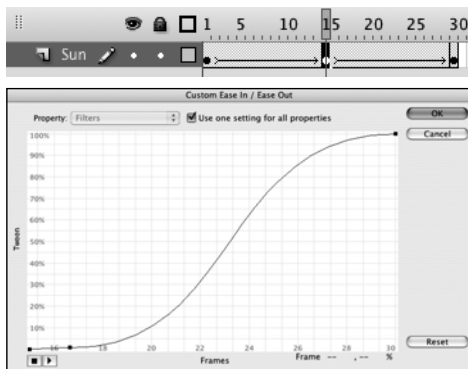 1 5 10 15 20 25 30
Sun
Custom Ease In / Ease Out
Property: Filters Use one setting for all properties OK
Cancel
100%
90%
80%
70%
60%
50%
40%
30%
20%
10%
Tween
16 18 20 22 24 26 28 30
Frames Frame -- , -- %
Reset